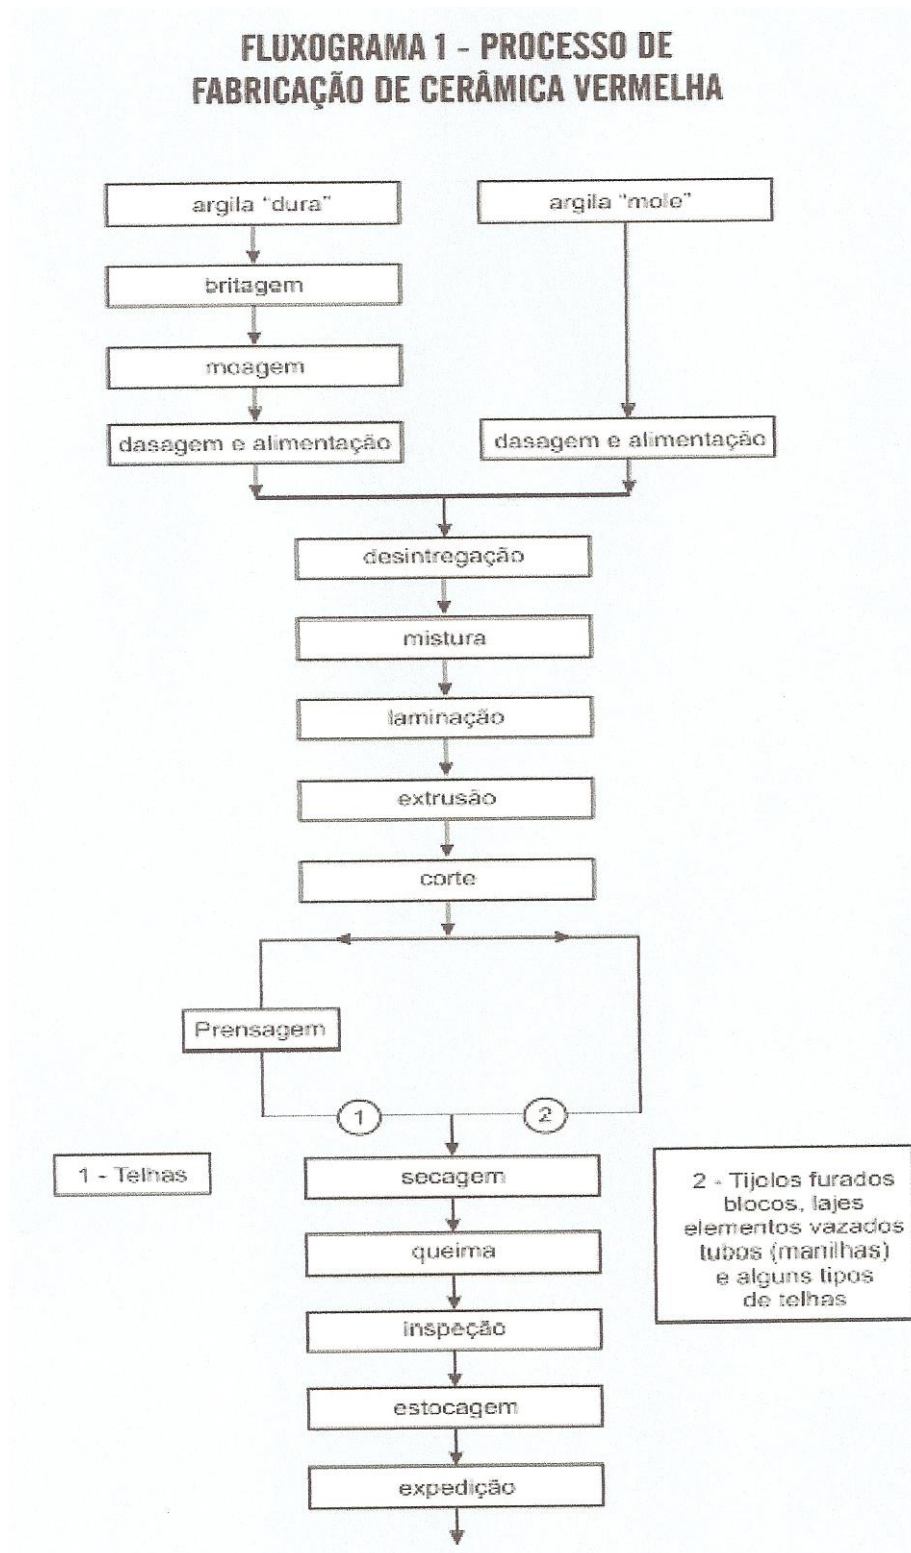 FLUXOGRAMA 1 - PROCESSO DE
FABRICAÇÃO DE CERÂMICA VERMELHA
argila "dura"
argila "mole"
britagem
moagem
dasagem e alimentação
dasagem e alimentação
desintregação
mistura
laminação
extrusão
corte
Prensagem
1
2
1 - Telhas
2 - Tijolos furados
blocos, lajes
elementos vazados
tubos (manilhas)
e alguns tipos
de telhas
secagem
queima
inspeção
estocagem
expedição